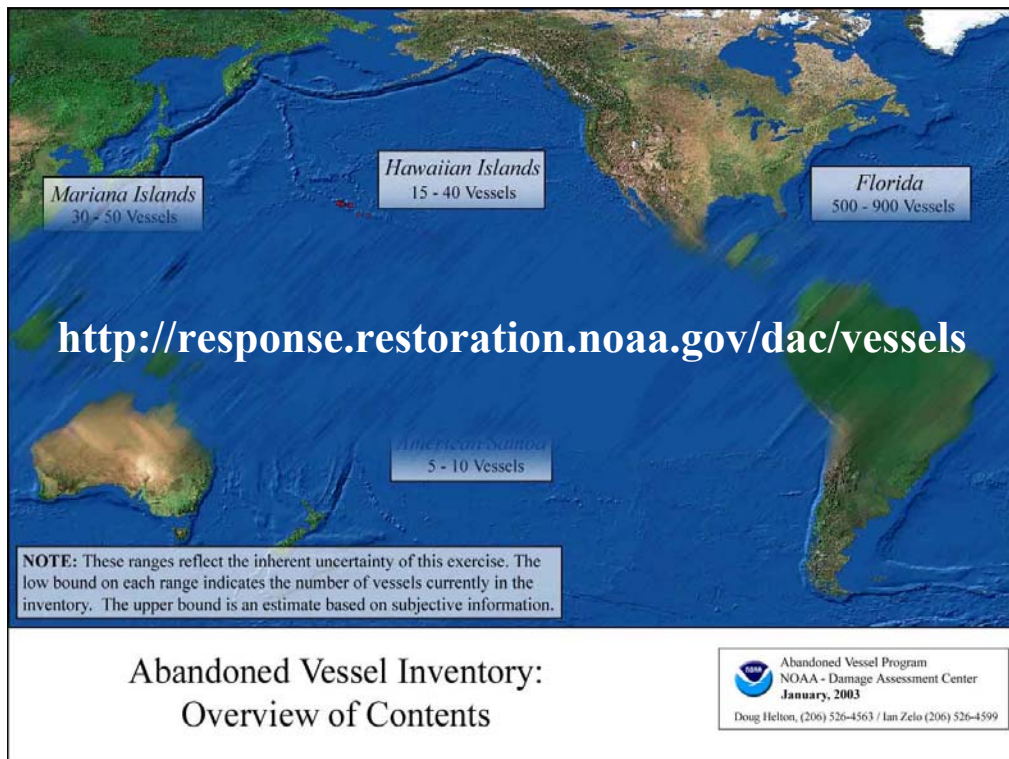 Mariana Islands
30 - 50 Vessels
Hawaiian Islands
15 - 40 Vessels
Florida
500 - 900 Vessels
http://response.restoration.noaa.gov/dac/vessels
American Samoa
5 - 10 Vessels
NOTE: These ranges reflect the inherent uncertainty of this exercise. The
low bound on each range indicates the number of vessels currently in the
inventory. The upper bound is an estimate based on subjective information.
Abandoned Vessel Inventory:
Overview of Contents
noaa
Abandoned Vessel Program
NOAA - Damage Assessment Center
January, 2003
Doug Helton, (206) 526-4563 / Ian Zelo (206) 526-4599